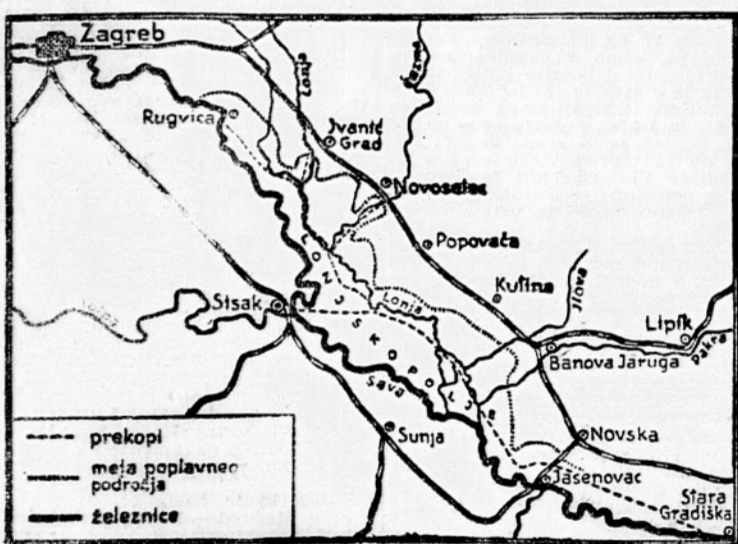 Zagreb
Rugvica
Lonja
Ivanić
Grad
Novoselec
Popovača
Kutina
Ilova
Lipik
Pakra
Banova Jaruga
Lonja
LONJSKO POLJE
Sisak
Sava
Sunja
Novska
Jasenovac
Stara
Gradiška
prekopi
meja poplavnega
področja
železnice